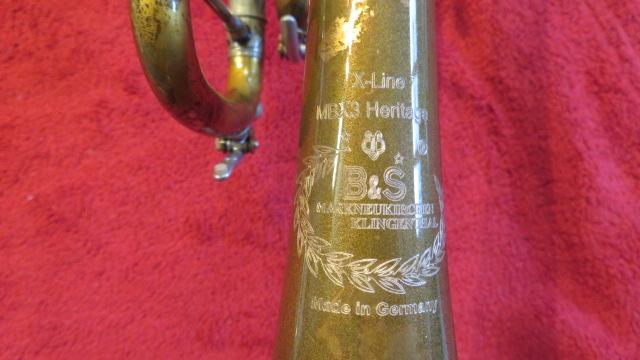 X-Line
MBX3 Heritage
B&S
MARKNEUKIRCHEN
KLINGENTHAL
Made in Germany